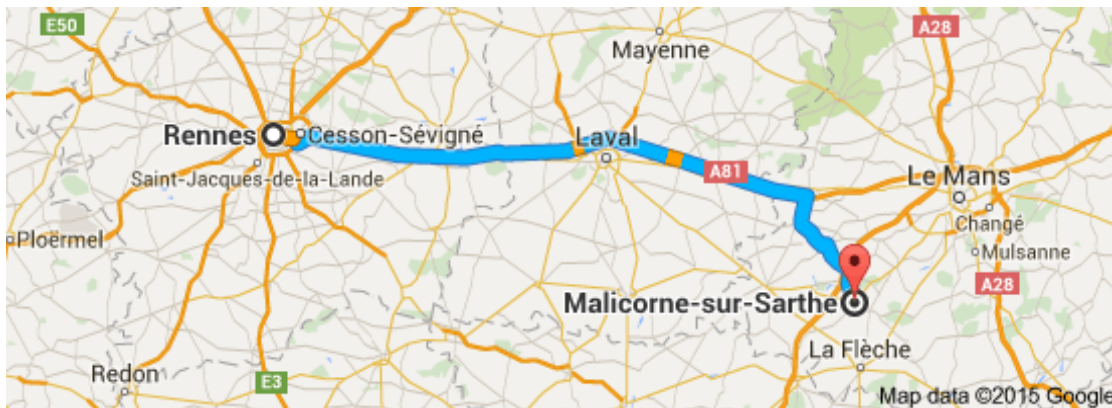 E50
A28
Mayenne
Rennes
Cesson-Sévigné
Laval
Saint-Jacques-de-la-Lande
A81
Le Mans
Changé
Ploërmel
Mulsanne
A28
Malicorne-sur-Sarthe
La Flèche
Redon
E3
Map data ©2015 Google